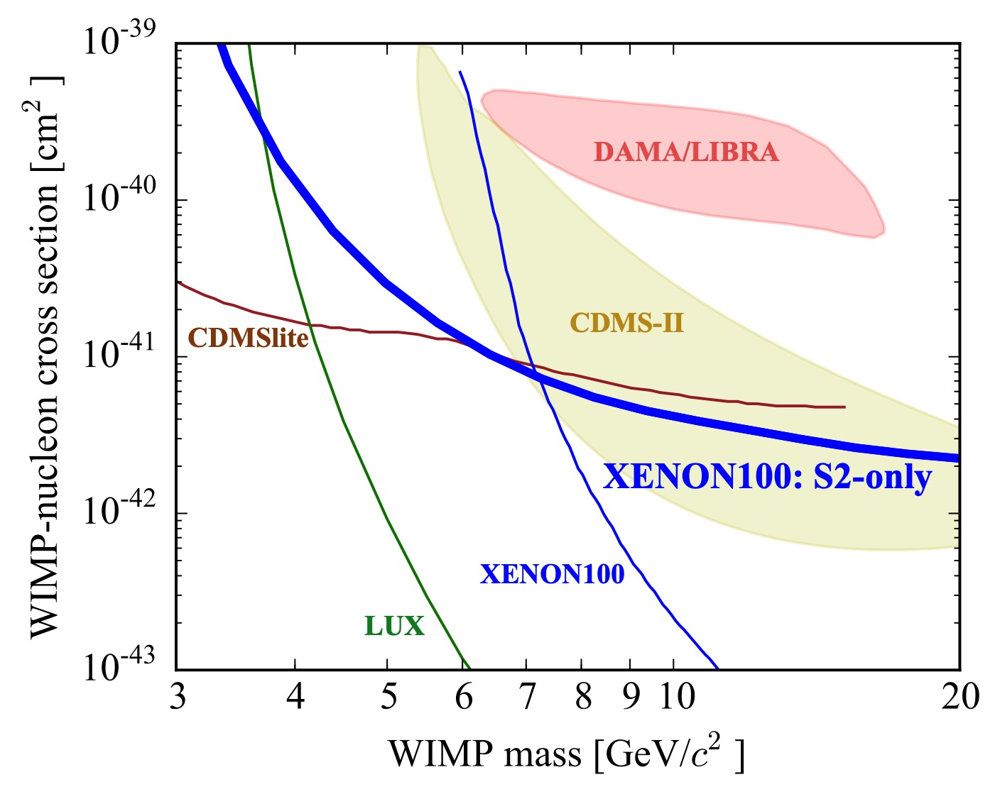 10^-39
10^-40
10^-41
10^-42
10^-43
WIMP-nucleon cross section [cm^2 ]
DAMA/LIBRA
CDMS-II
CDMSlite
XENON100: S2-only
XENON100
LUX
3 4 5 6 7 8 9 10 20
WIMP mass [GeV/c^2 ]